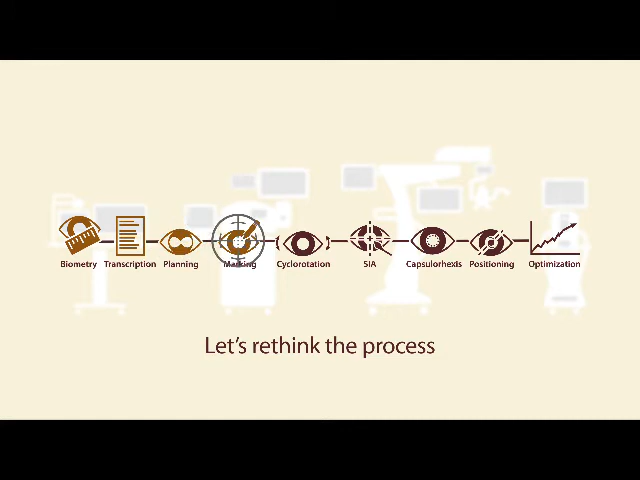 Biometry Transcription Planning Marking Cyclorotation SIA Capsulorhexis Positioning Optimization
Let's rethink the process